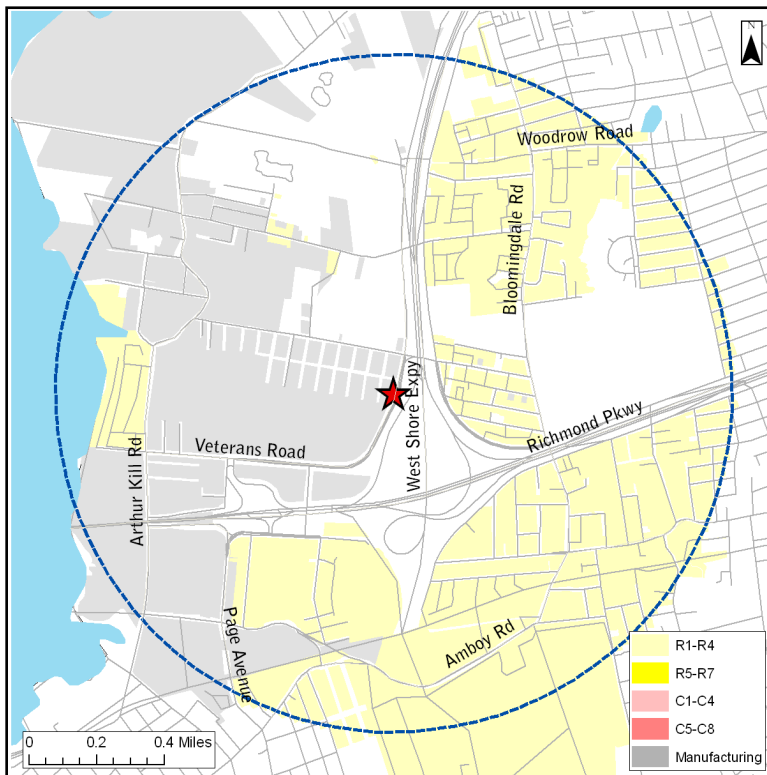 N
Woodrow Road
Bloomingdale Rd
West Shore Expy
Richmond Pkwy
Veterans Road
Arthur Kill Rd
Page Avenue
Amboy Rd
R1-R4
R5-R7
C1-C4
C5-C8
Manufacturing
0 0.2 0.4 Miles